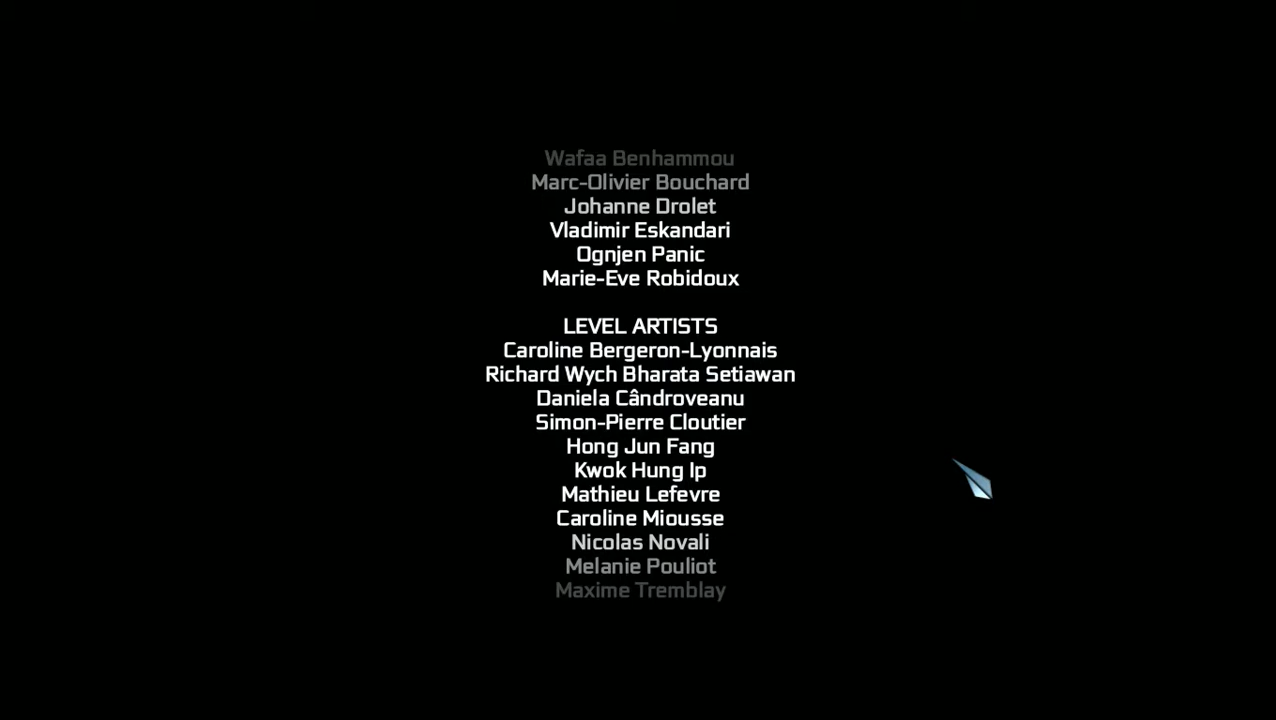 Wafaa Benhammou
Marc-Olivier Bouchard
Johanne Drolet
Vladimir Eskandari
Ognjen Panic
Marie-Eve Robidoux
LEVEL ARTISTS
Caroline Bergeron-Lyonnais
Richard Wych Bharata Setiawan
Daniela Cândroveanu
Simon-Pierre Cloutier
Hong Jun Fang
Kwok Hung Ip
Mathieu Lefevre
Caroline Miousse
Nicolas Novali
Melanie Pouliot
Maxime Tremblay